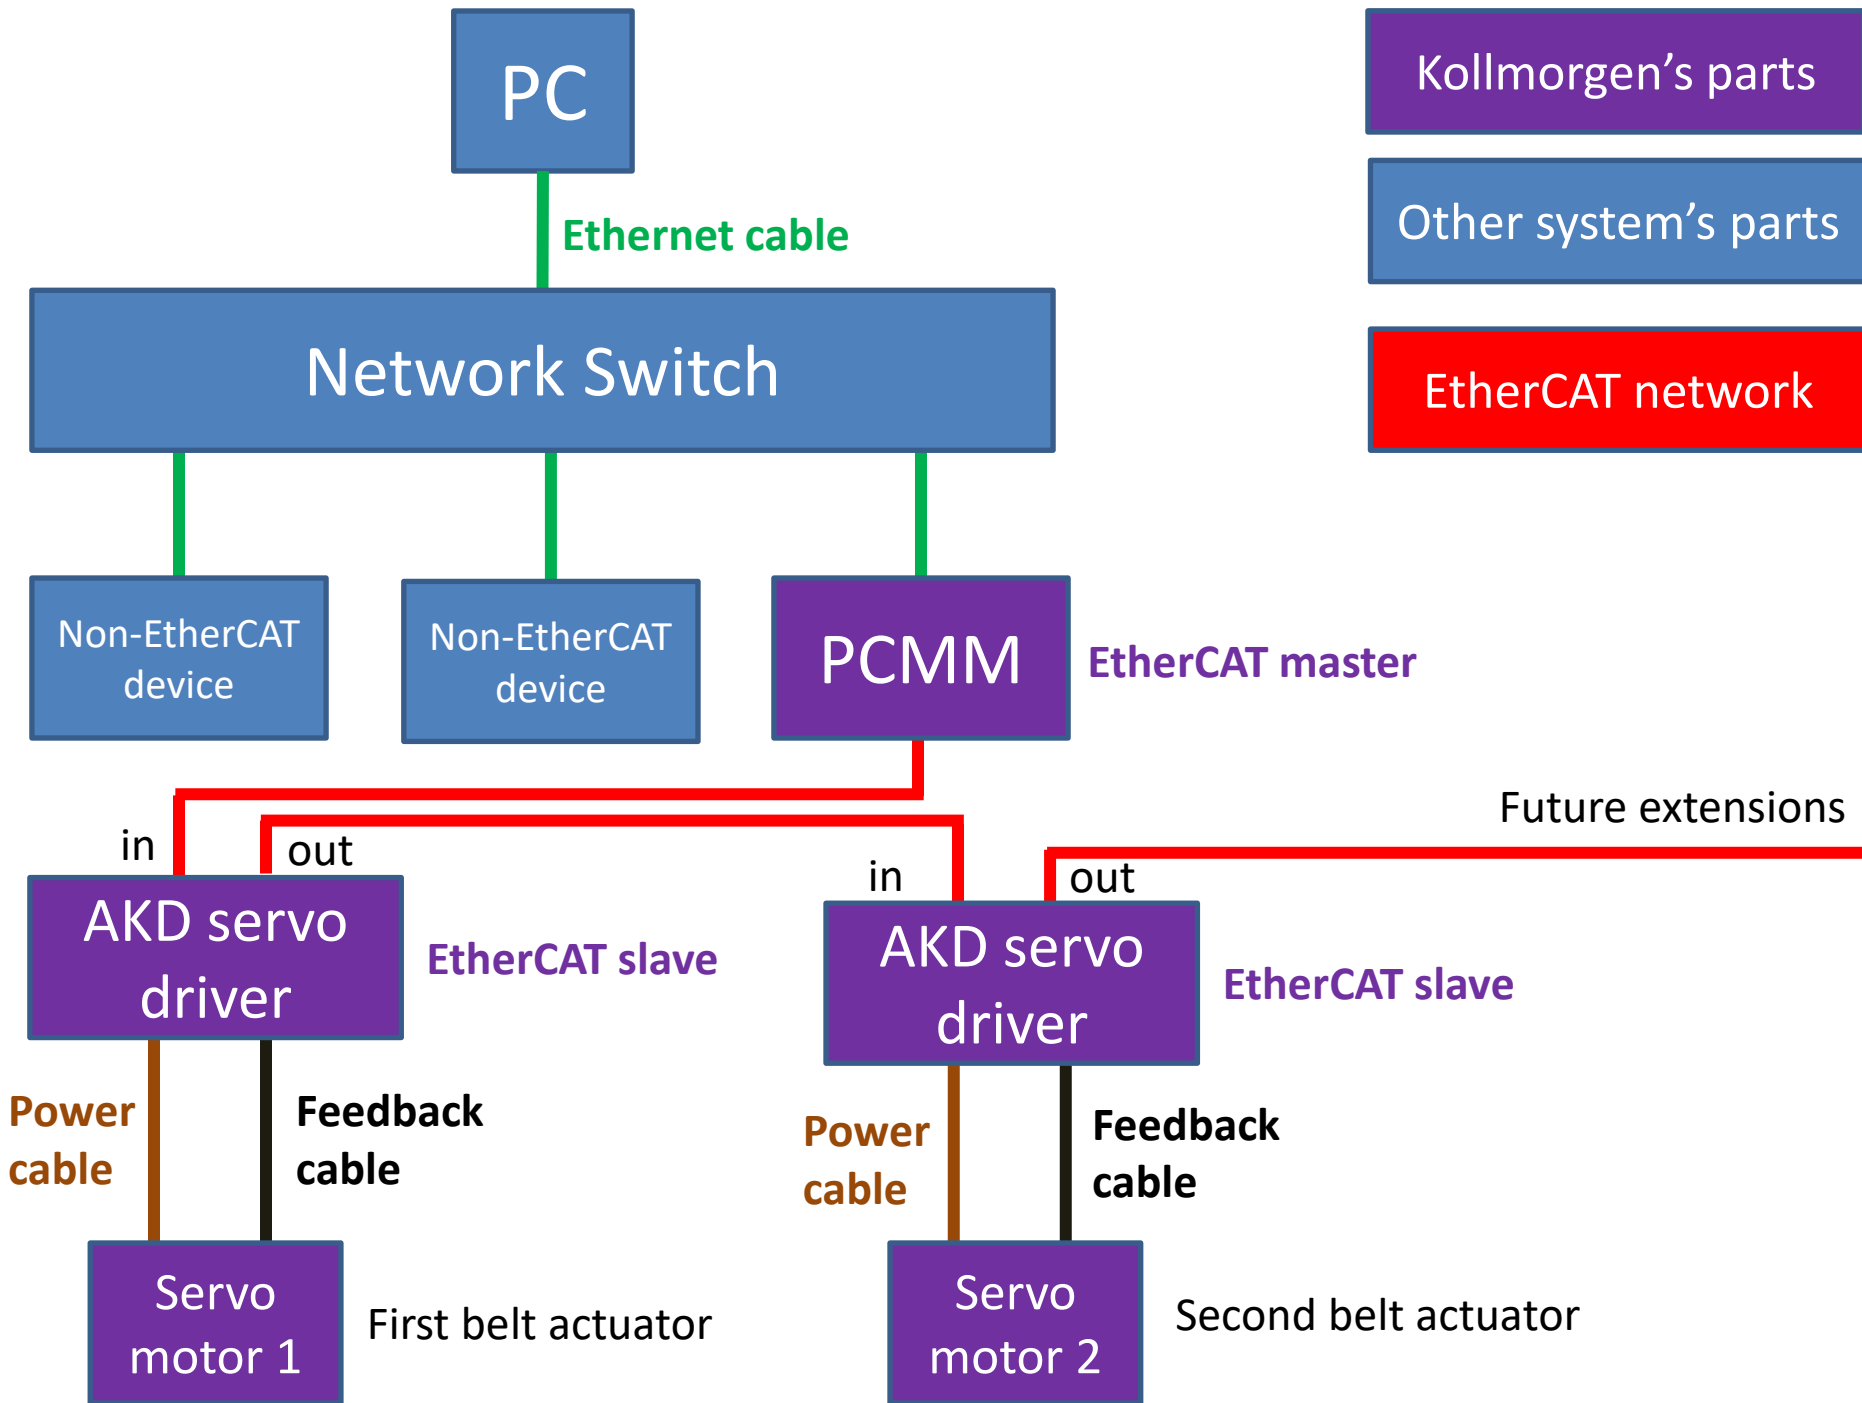 PC
Kollmorgen's parts
Ethernet cable
Other system's parts
Network Switch
EtherCAT network
Non-EtherCAT
device
Non-EtherCAT
device
PCMM
EtherCAT master
Future extensions
in
out
in
out
AKD servo
driver
EtherCAT slave
AKD servo
driver
EtherCAT slave
Power
cable
Feedback
cable
Power
cable
Feedback
cable
Servo
motor 1
First belt actuator
Servo
motor 2
Second belt actuator